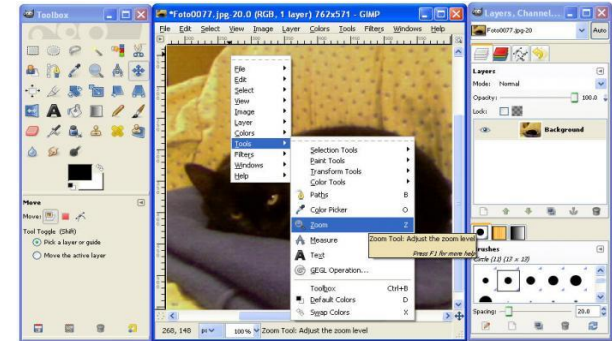 Toolbox
Move
Move:
Tool Toggle (Shift)
Pick a layer or guide
Move the active layer
*Foto0077.jpg-20.0 (RGB, 1 layer) 762x571 - GIMP
File Edit Select View Image Layer Colors Tools Filters Windows Help
File
Edit
Select
View
Image
Layer
Colors
Tools
Filters
Windows
Help
Selection Tools
Paint Tools
Transform Tools
Color Tools
Paths B
Color Picker O
Zoom Z
Measure
Text
GEGL Operation...
Toolbox Ctrl+B
Default Colors D
Swap Colors X
Zoom Tool: Adjust the zoom level
Press F1 for more help
268, 148 px 100% Zoom Tool: Adjust the zoom level
Layers, Channel...
Foto0077.jpg-20 Auto
Layers
Mode: Normal
Opacity: 100.0
Lock:
Background
Brushes
Circle (11) (13 x 13)
Spacing: 20.0